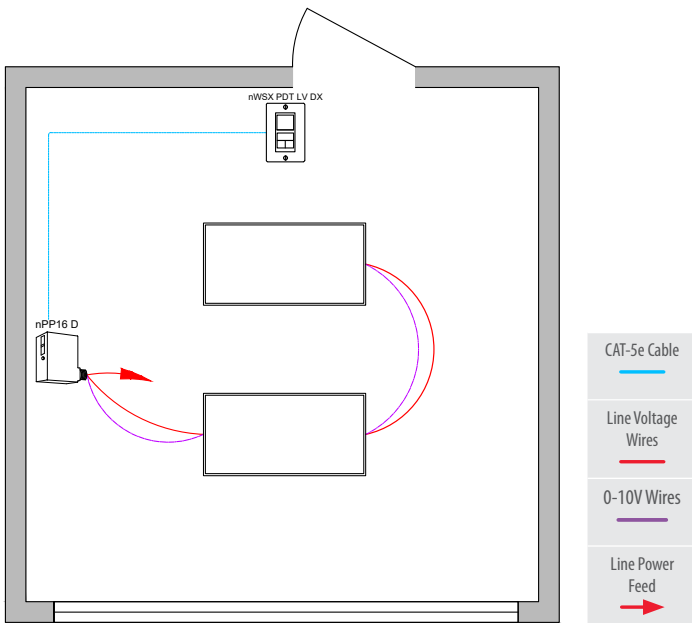 nWSX PDT LV DX
nPP16 D
CAT-5e Cable
Line Voltage
Wires
0-10V Wires
Line Power
Feed